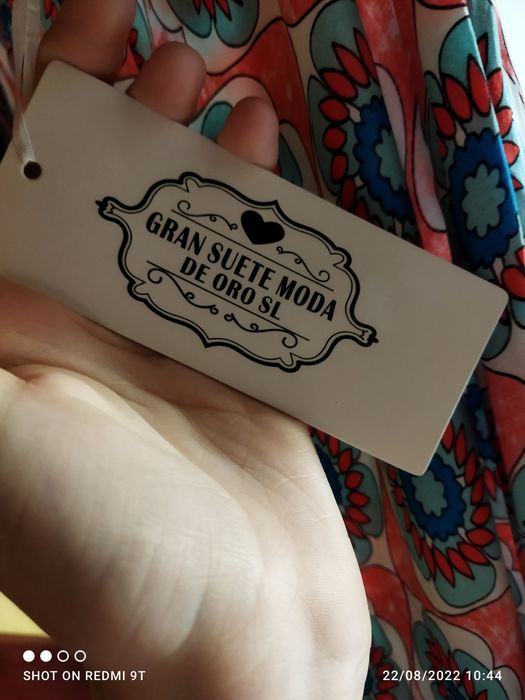 GRAN SUETE MODA
DE ORO SL
SHOT ON REDMI 9T
22/08/2022 10:44